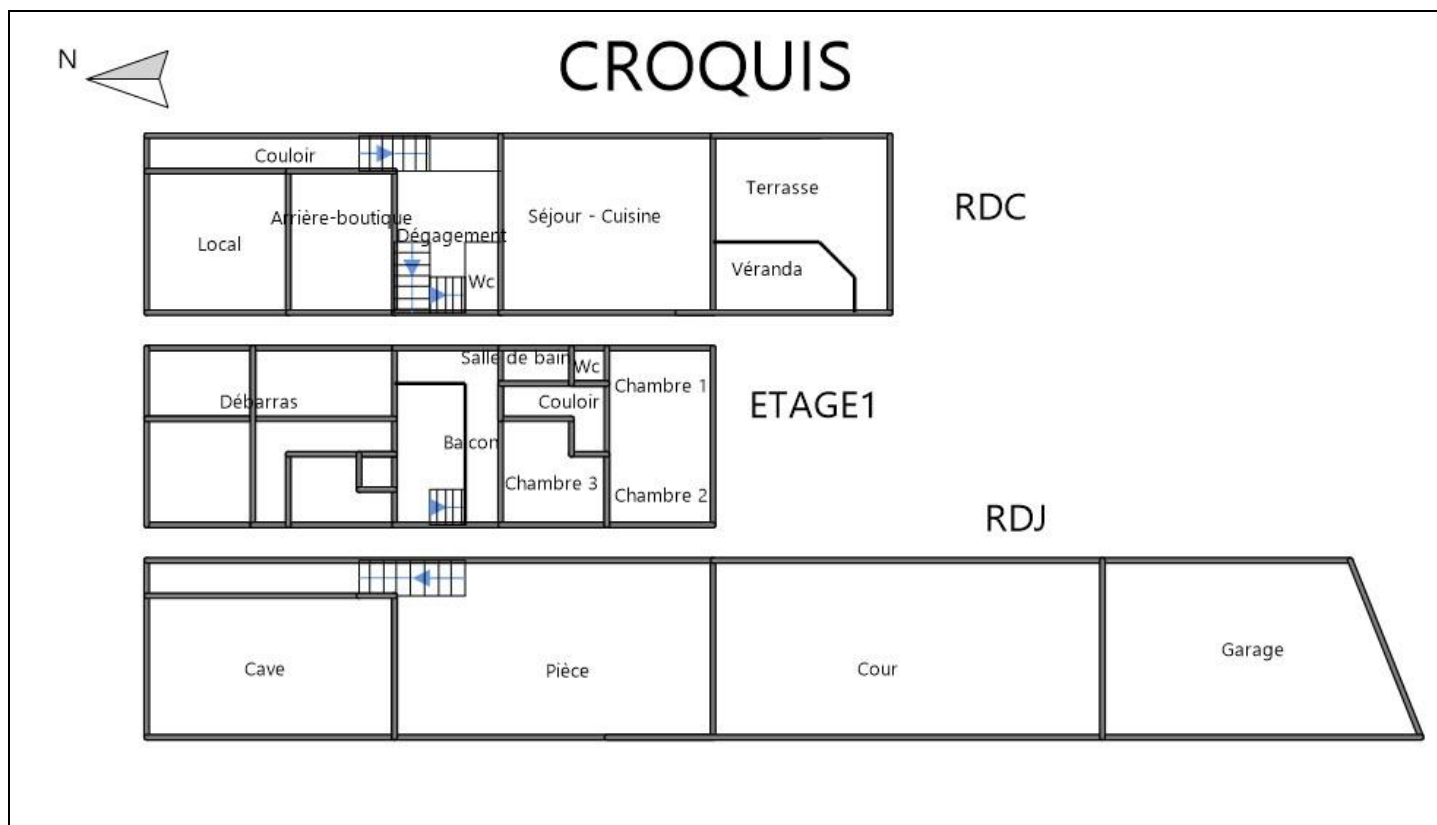 N
CROQUIS
Couloir
Terrasse
RDC
Arrière-boutique
Séjour - Cuisine
Dégagement
Local
Véranda
Wc
Salle de bain
Wc
Chambre 1
Débarras
Couloir
ETAGE1
Balcon
Chambre 3
Chambre 2
RDJ
Cave
Pièce
Cour
Garage